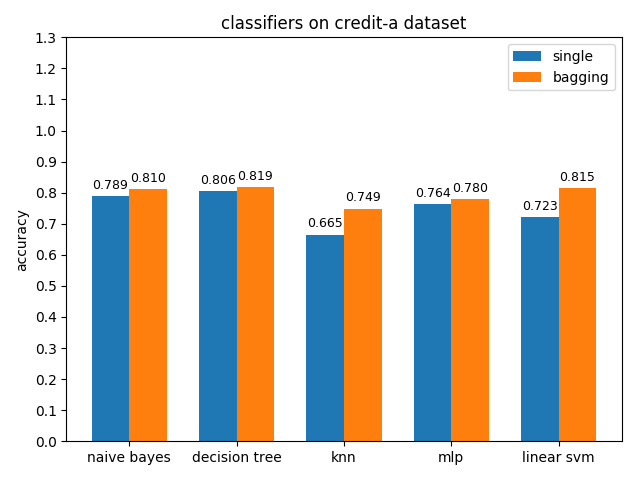 classifiers on credit-a dataset
single
bagging
accuracy
1.3
1.2
1.1
1.0
0.9
0.8
0.7
0.6
0.5
0.4
0.3
0.2
0.1
0.0
0.789
0.810
0.806
0.819
0.665
0.749
0.764
0.780
0.723
0.815
naive bayes
decision tree
knn
mlp
linear svm